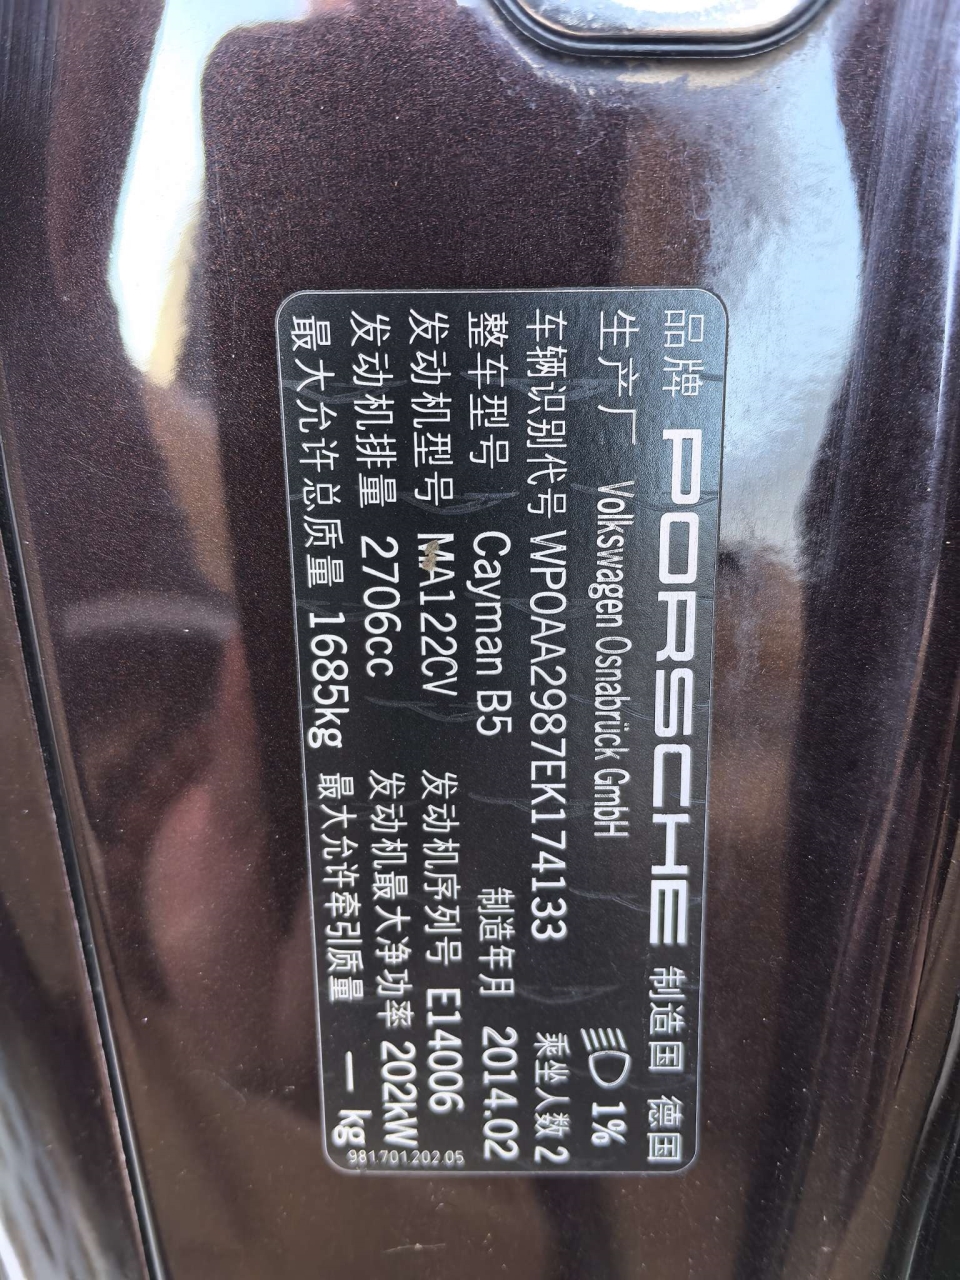 品牌 PORSCHE 制造国 德国
生产厂 Volkswagen Osnabrück GmbH 1%
车辆识别代号 WP0AA2987EK174133 乘坐人数 2
整车型号 Cayman B5 制造年月 2014.02
发动机型号 MA122CV 发动机序列号 E14006
发动机排量 2706cc 发动机最大净功率 202kW
最大允许总质量 1685kg 最大允许牵引质量 — kg
981.701.202.05